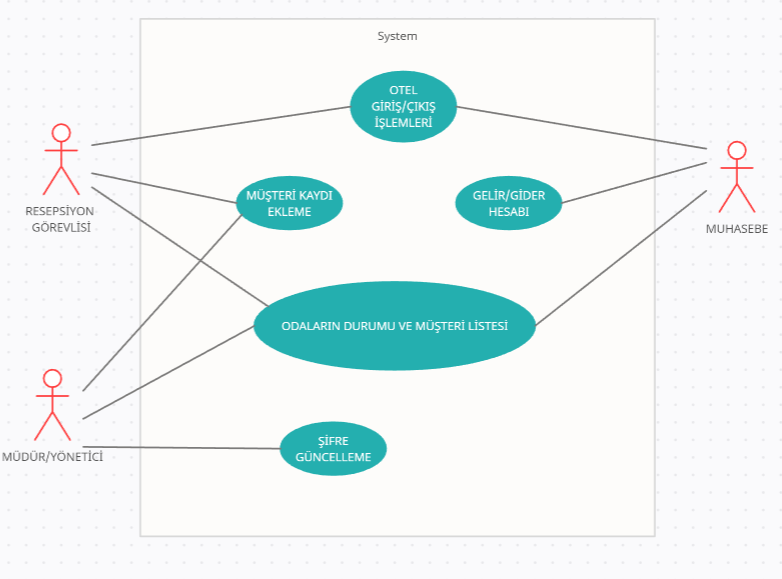 System
OTEL
GİRİŞ/ÇIKIŞ
İŞLEMLERİ
RESEPSİYON
GÖREVLİSİ
MÜŞTERİ KAYDI
EKLEME
GELİR/GİDER
HESABI
MUHASEBE
ODALARIN DURUMU VE MÜŞTERİ LİSTESİ
MÜDÜR/YÖNETİCİ
ŞİFRE
GÜNCELLEME